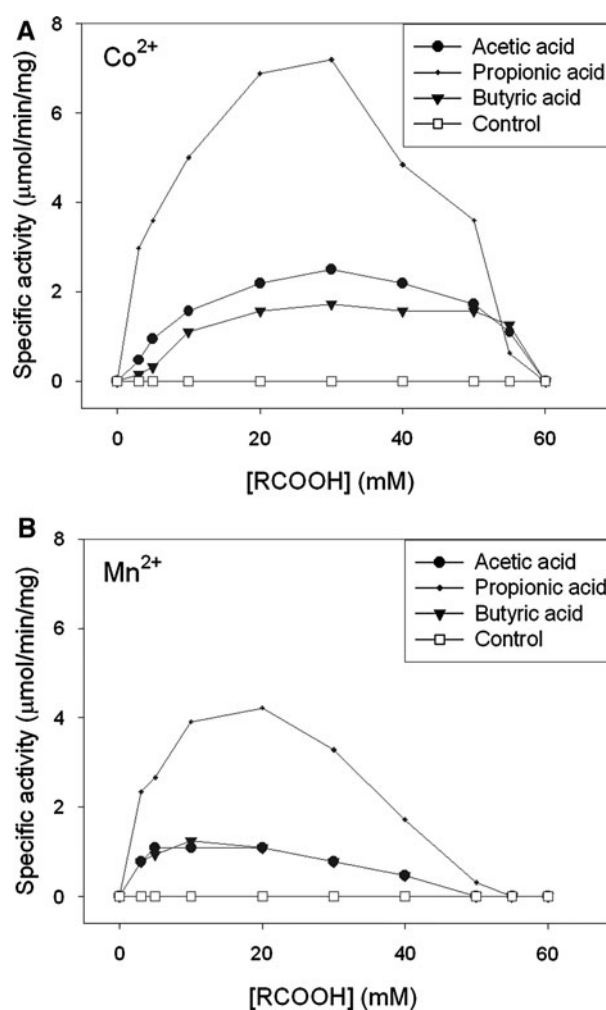 A
Co2+
Acetic acid
Propionic acid
Butyric acid
Control
Specific activity (μmol/min/mg)
8
6
4
2
0
0 20 40 60
[RCOOH] (mM)
B
Mn2+
Acetic acid
Propionic acid
Butyric acid
Control
Specific activity (μmol/min/mg)
8
6
4
2
0
0 20 40 60
[RCOOH] (mM)